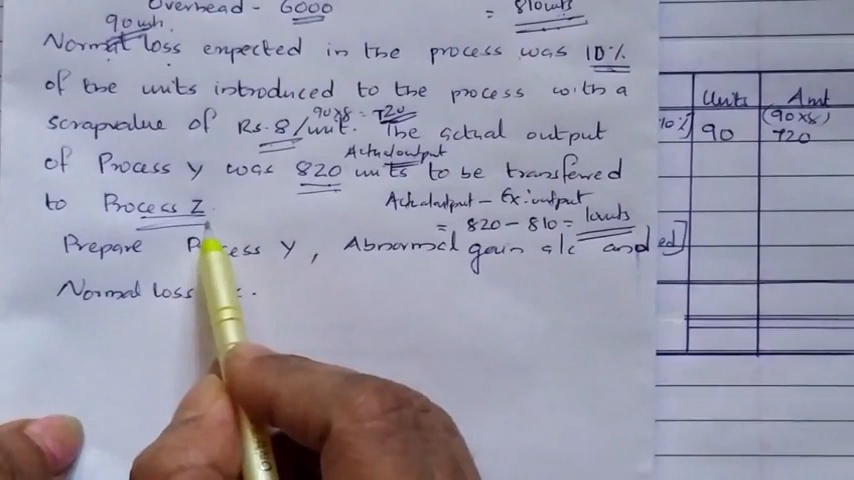 Overhead - 6000
= 810units
90 units.
Normal loss expected in the process was 10%
of the units introduced to the process with a
90x8 = 720
scrapvalue of Rs. 8/unit. The actual output
Actual output
of Process Y was 820 units to be transferred
to Process Z.
Actual output - Ex. output
= 820 - 810 = 10units
Prepare Process Y, Abnormal gain a/c and
Normal loss
Units Amt
10%] 90 (90x8) 720
ed]